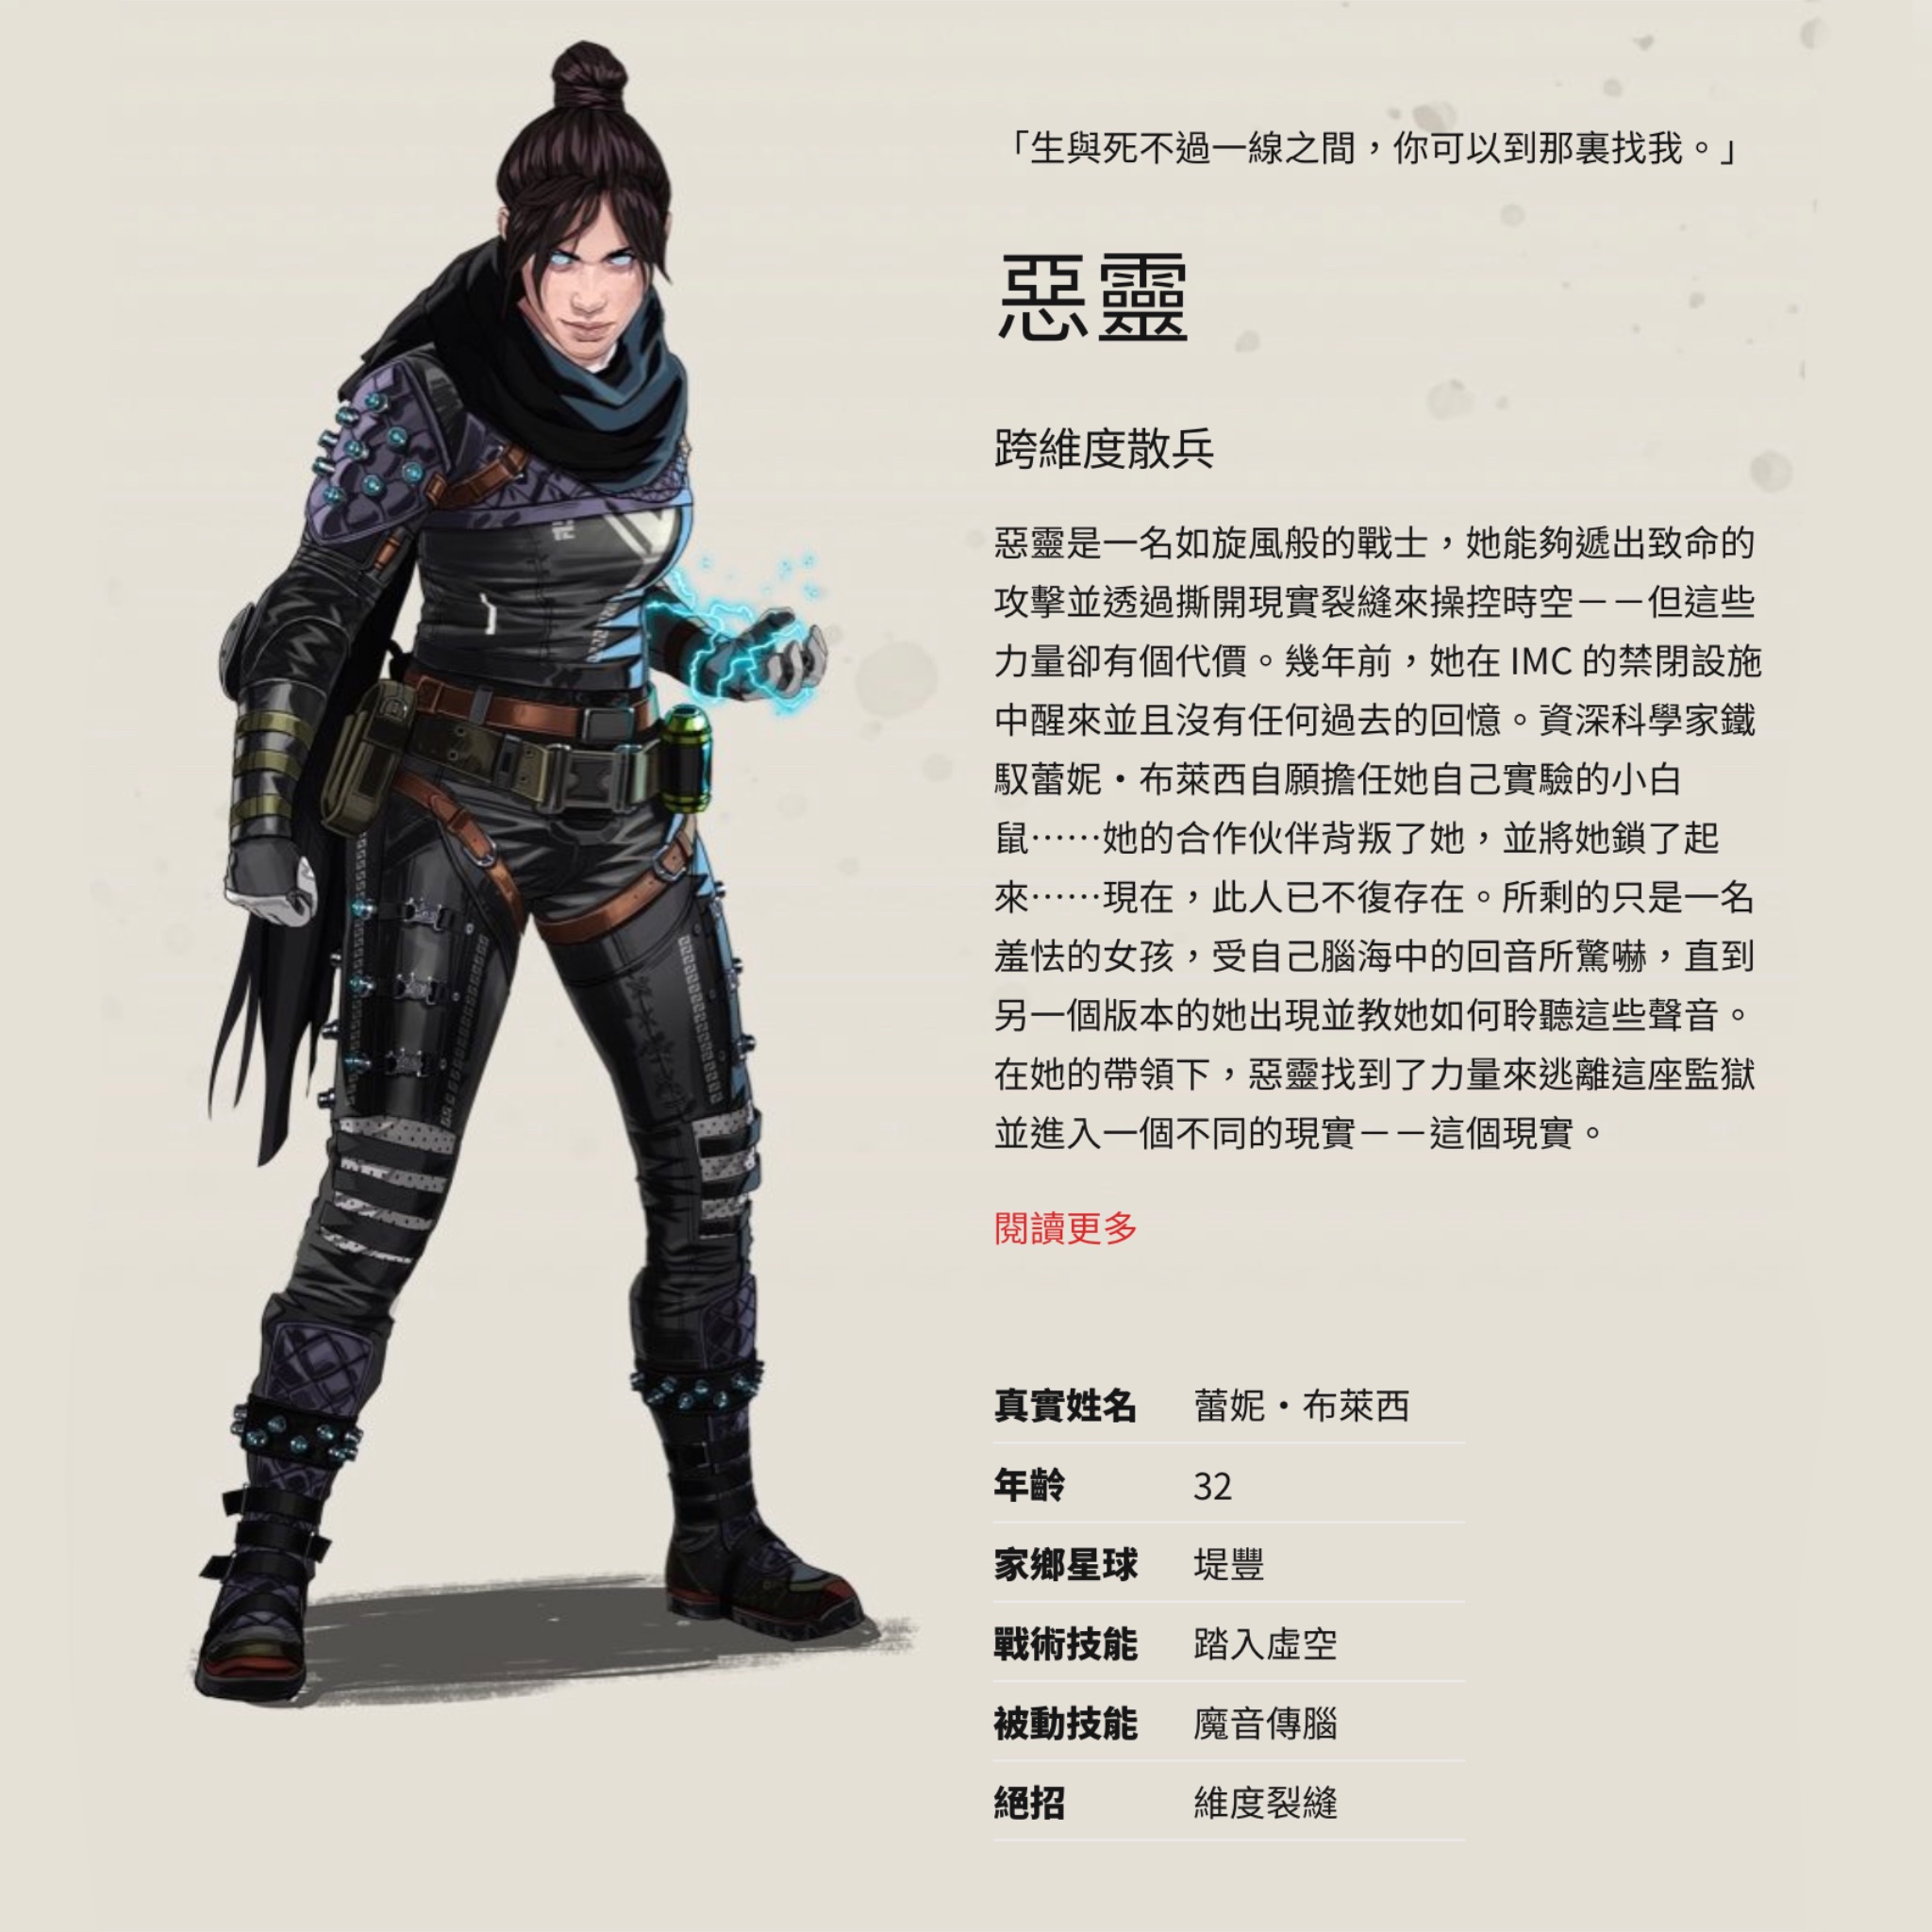 「生與死不過一線之間，你可以到那裏找我。」
惡靈
跨維度散兵
惡靈是一名如旋風般的戰士，她能夠遞出致命的
攻擊並透過撕開現實裂縫來操控時空－－但這些
力量卻有個代價。幾年前，她在 IMC 的禁閉設施
中醒來並且沒有任何過去的回憶。資深科學家鐵
馭蕾妮・布萊西自願擔任她自己實驗的小白
鼠⋯⋯她的合作伙伴背叛了她，並將她鎖了起
來⋯⋯現在，此人已不復存在。所剩的只是一名
羞怯的女孩，受自己腦海中的回音所驚嚇，直到
另一個版本的她出現並教她如何聆聽這些聲音。
在她的帶領下，惡靈找到了力量來逃離這座監獄
並進入一個不同的現實－－這個現實。
閱讀更多
真實姓名 蕾妮・布萊西
年齡 32
家鄉星球 堤豐
戰術技能 踏入虛空
被動技能 魔音傳腦
絕招 維度裂縫